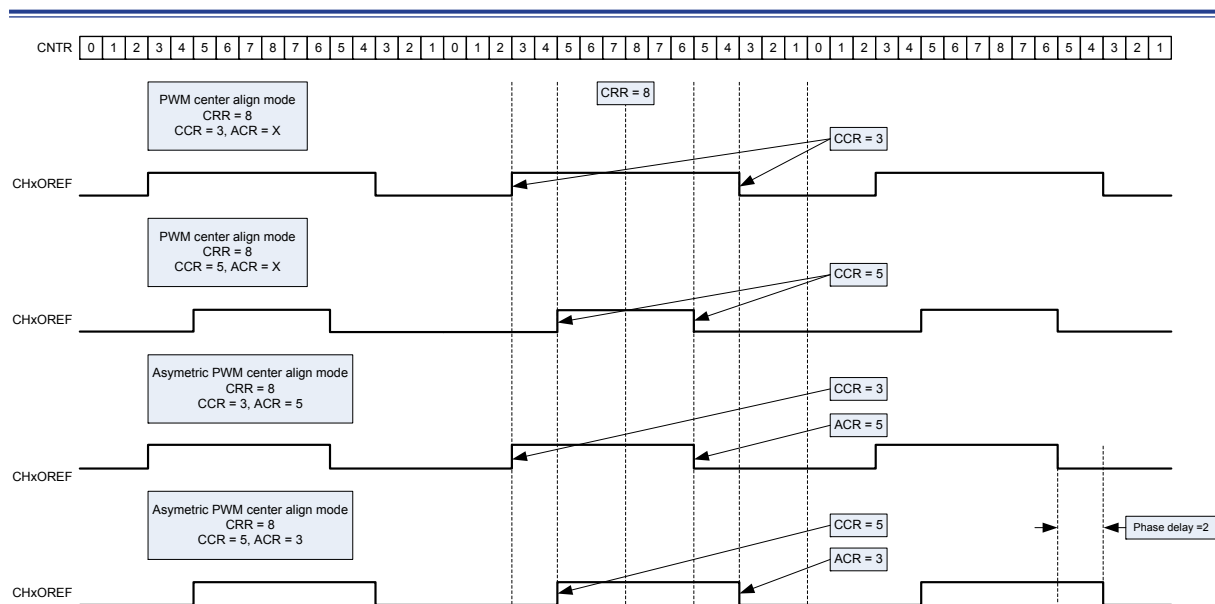 CNTR 0 1 2 3 4 5 6 7 8 7 6 5 4 3 2 1 0 1 2 3 4 5 6 7 8 7 6 5 4 3 2 1 0 1 2 3 4 5 6 7 8 7 6 5 4 3 2 1
PWM center align mode
CRR = 8
CCR = 3, ACR = X
CRR = 8
CCR = 3
CHxOREF
PWM center align mode
CRR = 8
CCR = 5, ACR = X
CCR = 5
CHxOREF
Asymetric PWM center align mode
CRR = 8
CCR = 3, ACR = 5
CCR = 3
ACR = 5
CHxOREF
Asymetric PWM center align mode
CRR = 8
CCR = 5, ACR = 3
CCR = 5
Phase delay =2
ACR = 3
CHxOREF